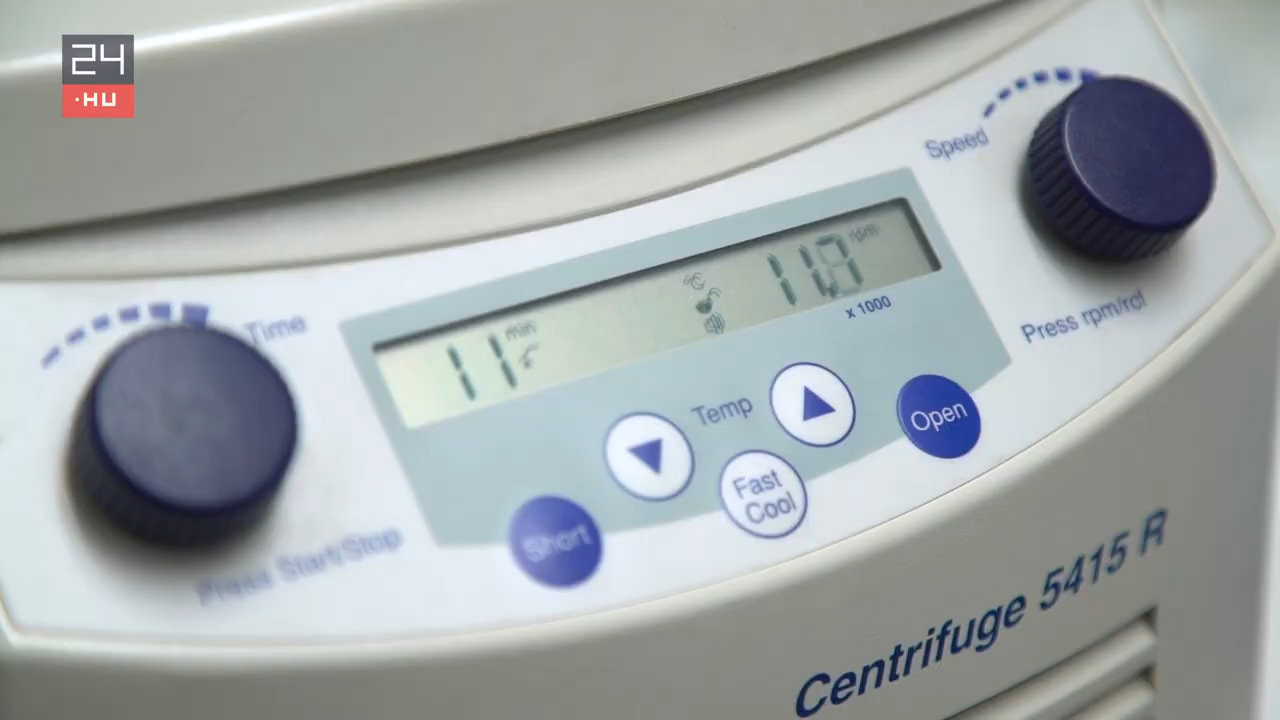 24
.HU
Speed
Time
11 min
°C
rpm
x 1000
Press rpm/rcf
Temp
Open
Fast
Cool
Short
Press Start/Stop
Centrifuge 5415 R